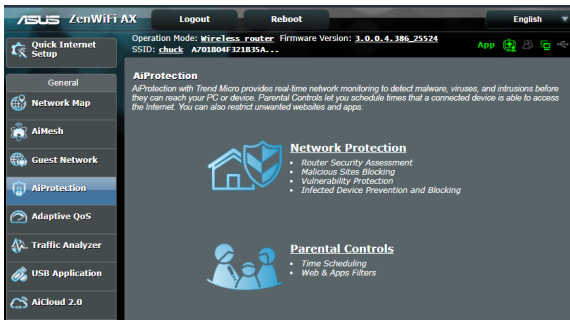 ASUS ZenWiFi AX Logout Reboot English
Quick Internet Setup
Operation Mode: Wireless router Firmware Version: 3.0.0.4.386_25524
SSID: chuck A701B04F321B35A...
App
General
Network Map
AiMesh
Guest Network
AiProtection
Adaptive QoS
Traffic Analyzer
USB Application
AiCloud 2.0
AiProtection
AiProtection with Trend Micro provides real-time network monitoring to detect malware, viruses, and intrusions before
they can reach your PC or device. Parental Controls let you schedule times that a connected device is able to access
the Internet. You can also restrict unwanted websites and apps.
Network Protection
• Router Security Assessment
• Malicious Sites Blocking
• Vulnerability Protection
• Infected Device Prevention and Blocking
Parental Controls
• Time Scheduling
• Web & Apps Filters